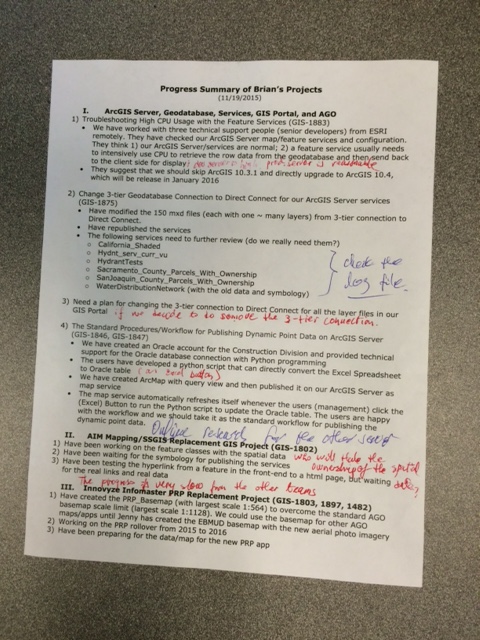 Progress Summary of Brian's Projects
(11/19/2015)
I. ArcGIS Server, Geodatabase, Services, GIS Portal, and AGO
1) Troubleshooting High CPU Usage with the Feature Services (GIS-1883)
• We have worked with three technical support people (senior developers) from ESRI
remotely. They have checked our ArcGIS Server map/feature services and configuration.
They think 1) our ArcGIS Server/services are normal; 2) a feature service usually needs
to intensively use CPU to retrieve the row data from the geodatabase and then send back
to the client side for display
is reasonable
• They suggest that we should skip ArcGIS 10.3.1 and directly upgrade to ArcGIS 10.4,
which will be release in January 2016
2) Change 3-tier Geodatabase Connection to Direct Connect for our ArcGIS Server services
(GIS-1875)
• Have modified the 150 mxd files (each with one ~ many layers) from 3-tier connection to
Direct Connect.
• Have republished the services
• The following services need to further review (do we really need them?)
o California_Shaded
o Hydnt_serv_curr_vu
o HydrantTests
o Sacramento_County_Parcels_With_Ownership
o SanJoaquin_County_Parcels_With_Ownership
o WaterDistributionNetwork (with the old data and symbology)
check the
log file.
3) Need a plan for changing the 3-tier connection to Direct Connect for all the layer files in our
GIS Portal if we decide to do remove the 3-tier connection.
4) The Standard Procedures/Workflow for Publishing Dynamic Point Data on ArcGIS Server
(GIS-1846, GIS-1847)
• We have created an Oracle account for the Construction Division and provided technical
support for the Oracle database connection with Python programming
• The users have developed a python script that can directly convert the Excel Spreadsheet
to Oracle table (an Excel button)
• We have created ArcMap with query view and then published it on our ArcGIS Server as
map service
• The map service automatically refreshes itself whenever the users (management) click the
(Excel) Button to run the Python script to update the Oracle table. The users are happy
with the workflow and we should take it as the standard workflow for publishing the
dynamic point data.
Outline research for the other server
II. AIM Mapping/SSGIS Replacement GIS Project (GIS-1802)
1) Have been working on the feature classes with the spatial data who will take the
ownership of the spatial
data?
2) Have been waiting for the symbology for publishing the services
3) Have been testing the hyperlink from a feature in the front-end to a html page, but waiting
for the real links and real data
The progress is very slow from the other teams
III. Innovyze Infomaster PRP Replacement Project (GIS-1803, 1897, 1482)
1) Have created the PRP_Basemap (with largest scale 1:564) to overcome the standard AGO
basemap scale limit (largest scale 1:1128). We could use the basemap for other AGO
maps/apps until Jenny has created the EBMUD basemap with the new aerial photo imagery
2) Working on the PRP rollover from 2015 to 2016
3) Have been preparing for the data/map for the new PRP app